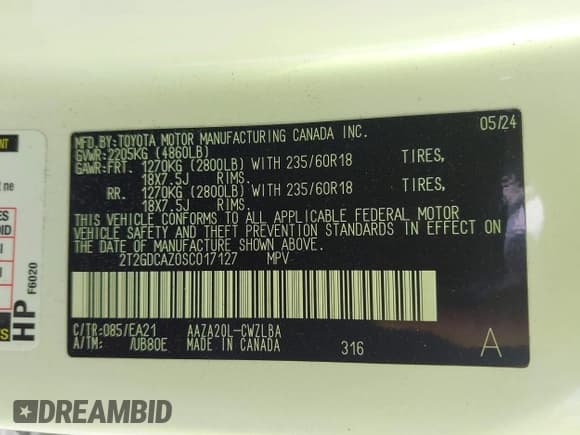 MFD.BY:TOYOTA MOTOR MANUFACTURING CANADA INC. 05/24
GVWR:2205KG (4860LB)
GAWR:FRT. 1270KG (2800LB) WITH 235/60R18 TIRES,
18X7.5J RIMS.
RR. 1270KG (2800LB) WITH 235/60R18 TIRES,
18X7.5J RIMS.
THIS VEHICLE CONFORMS TO ALL APPLICABLE FEDERAL MOTOR
VEHICLE SAFETY AND THEFT PREVENTION STANDARDS IN EFFECT ON
THE DATE OF MANUFACTURE SHOWN ABOVE.
2T2GDCAZ0SC017127 MPV
C/TR:085/EA21 AAZA20L-CWZLBA
A/TM: /UB80E MADE IN CANADA 316 A
HP F6020
DREAMBID